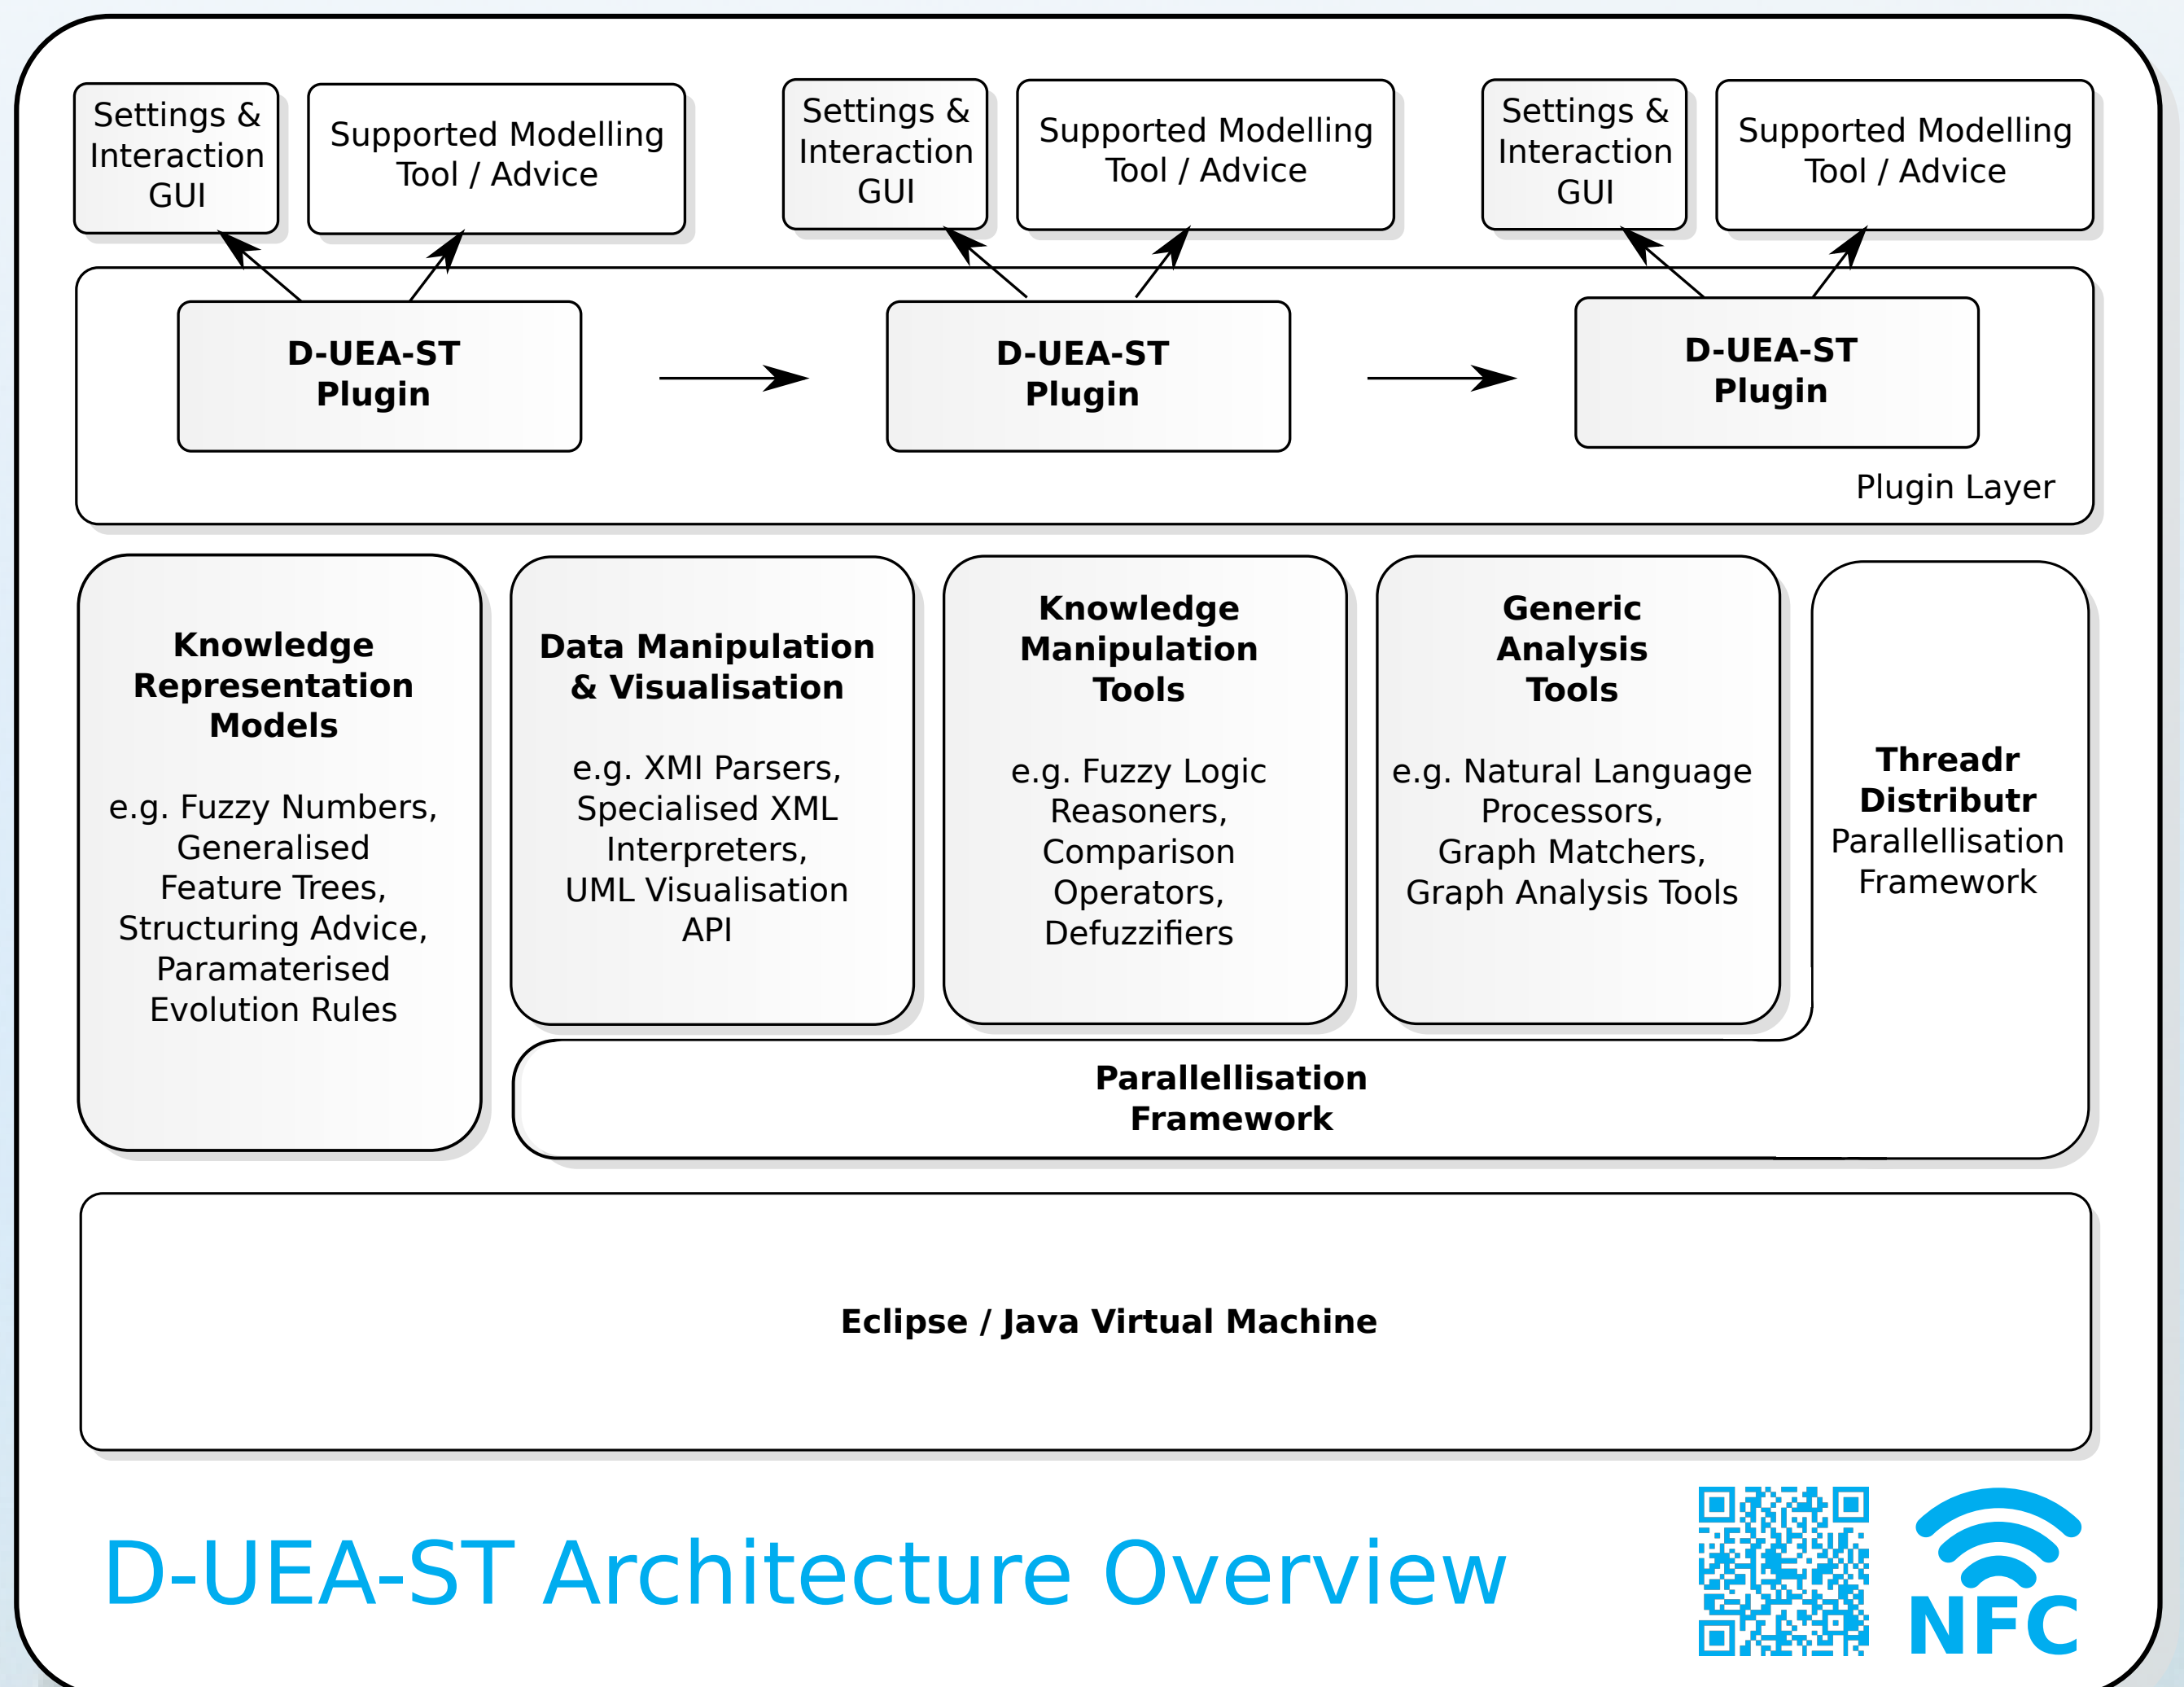 Settings &
Interaction
GUI
Supported Modelling
Tool / Advice
Settings &
Interaction
GUI
Supported Modelling
Tool / Advice
Settings &
Interaction
GUI
Supported Modelling
Tool / Advice
D-UEA-ST
Plugin
D-UEA-ST
Plugin
D-UEA-ST
Plugin
Plugin Layer
Knowledge
Representation
Models
e.g. Fuzzy Numbers,
Generalised
Feature Trees,
Structuring Advice,
Paramaterised
Evolution Rules
Data Manipulation
& Visualisation
e.g. XMI Parsers,
Specialised XML
Interpreters,
UML Visualisation
API
Knowledge
Manipulation
Tools
e.g. Fuzzy Logic
Reasoners,
Comparison
Operators,
Defuzzifiers
Generic
Analysis
Tools
e.g. Natural Language
Processors,
Graph Matchers,
Graph Analysis Tools
Threadr
Distributr
Parallellisation
Framework
Parallellisation
Framework
Eclipse / Java Virtual Machine
D-UEA-ST Architecture Overview
NFC